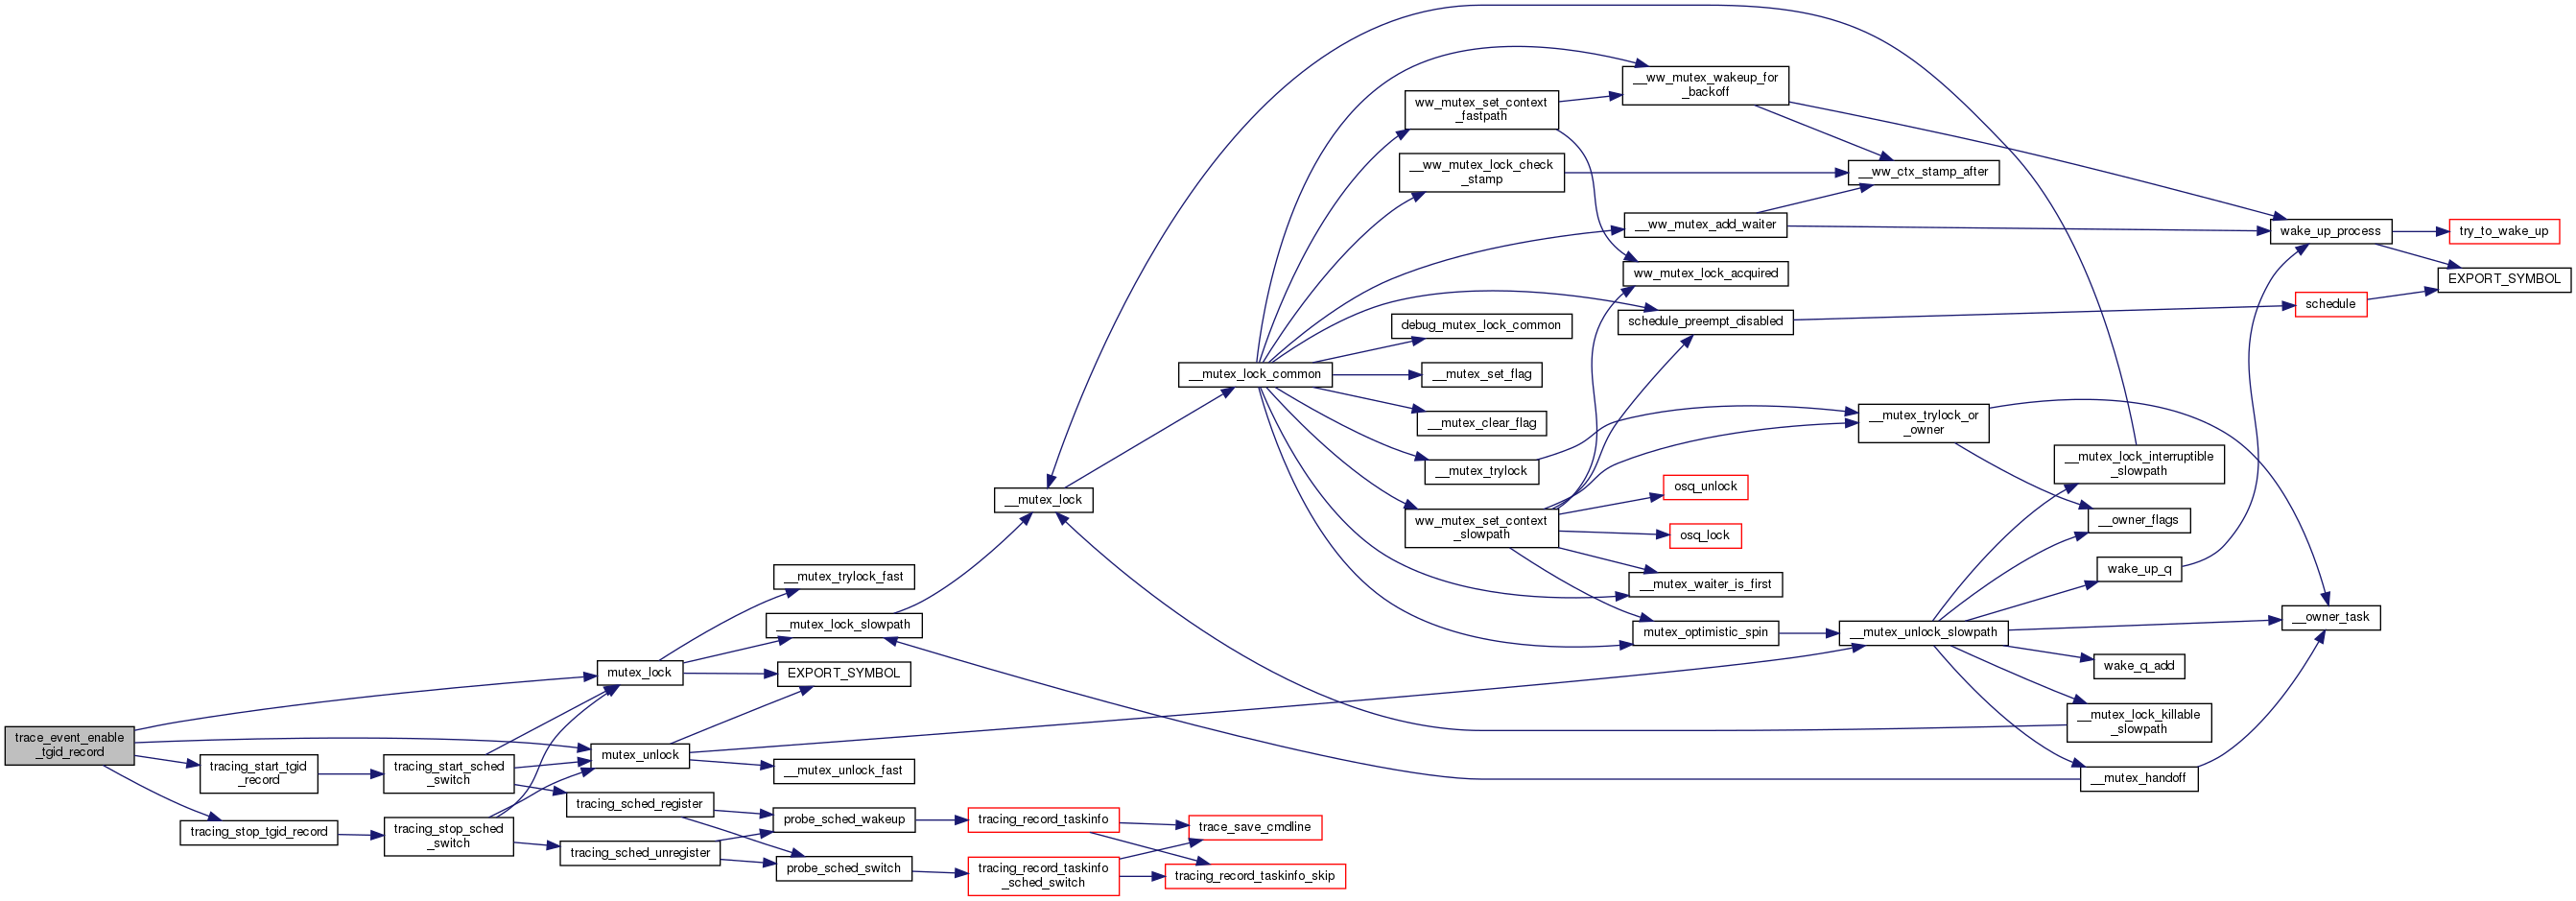 trace_event_enable
_tgid_record
mutex_lock
mutex_unlock
tracing_start_tgid
_record
tracing_stop_tgid_record
tracing_start_sched
_switch
tracing_stop_sched
_switch
tracing_sched_register
tracing_sched_unregister
__mutex_trylock_fast
__mutex_lock_slowpath
EXPORT_SYMBOL
__mutex_unlock_fast
probe_sched_wakeup
probe_sched_switch
tracing_record_taskinfo
tracing_record_taskinfo
_sched_switch
trace_save_cmdline
tracing_record_taskinfo_skip
__mutex_lock
__mutex_lock_common
ww_mutex_set_context
_fastpath
__ww_mutex_lock_check
_stamp
debug_mutex_lock_common
__mutex_set_flag
__mutex_clear_flag
__mutex_trylock
ww_mutex_set_context
_slowpath
__ww_mutex_wakeup_for
_backoff
__ww_mutex_add_waiter
ww_mutex_lock_acquired
schedule_preempt_disabled
osq_unlock
osq_lock
__mutex_waiter_is_first
mutex_optimistic_spin
__ww_ctx_stamp_after
__mutex_trylock_or
_owner
__mutex_unlock_slowpath
__mutex_lock_interruptible
_slowpath
__owner_flags
wake_up_q
wake_q_add
__mutex_lock_killable
_slowpath
__mutex_handoff
wake_up_process
schedule
__owner_task
try_to_wake_up
EXPORT_SYMBOL